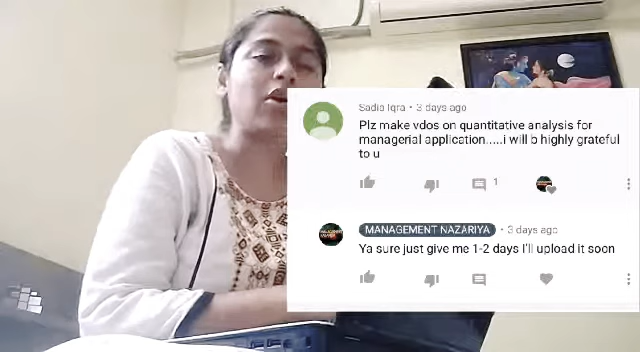 Sadia Iqra • 3 days ago
Plz make vdos on quantitative analysis for
managerial application.....i will b highly grateful
to u
1
MANAGEMENT NAZARIYA • 3 days ago
Ya sure just give me 1-2 days I'll upload it soon